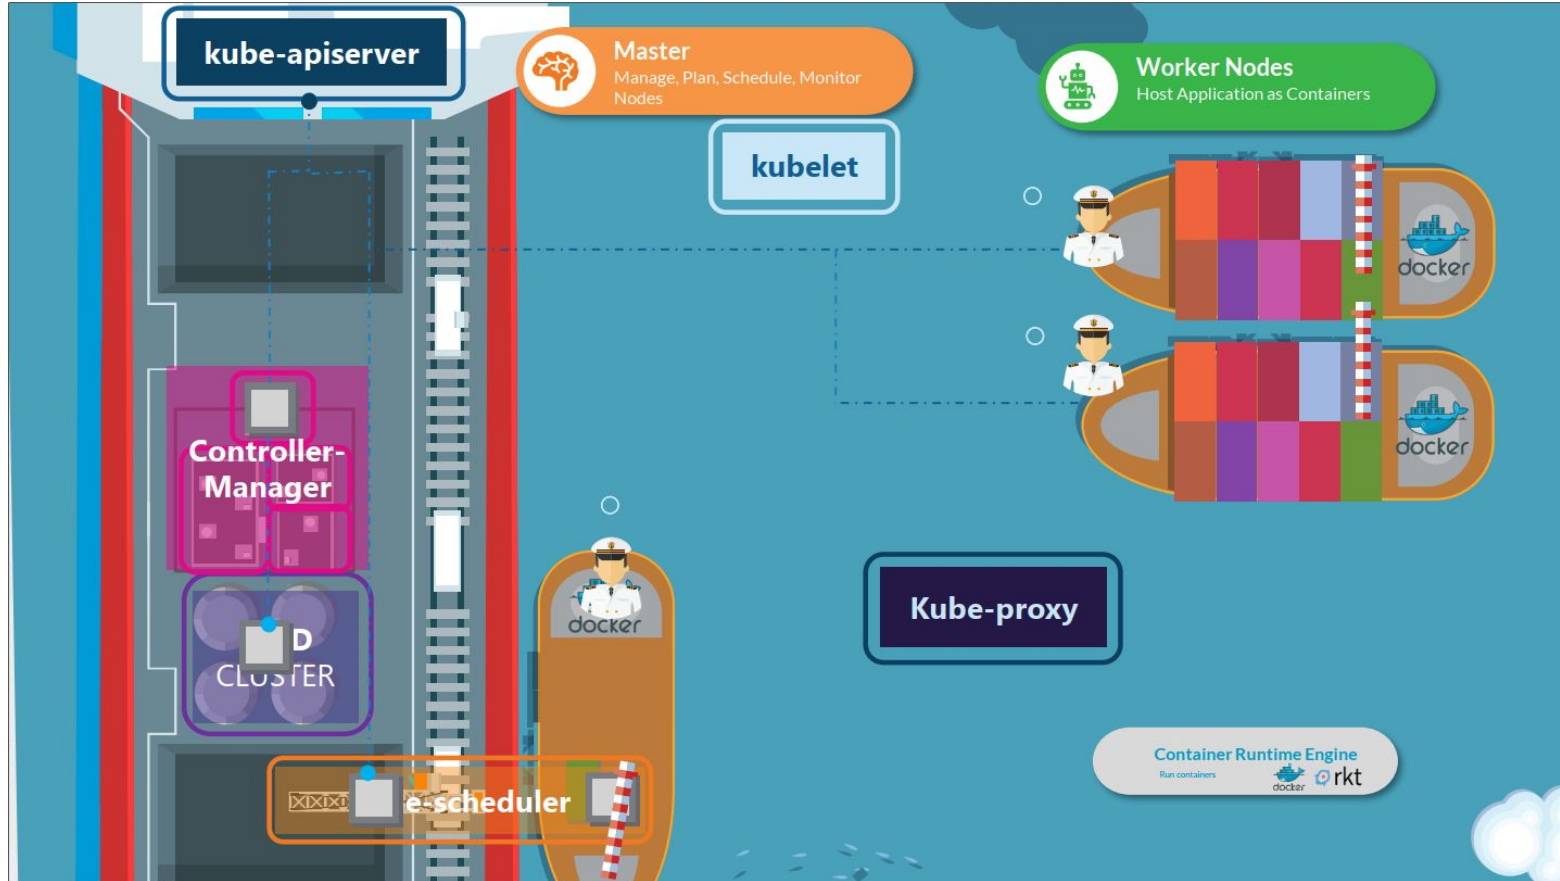 kube-apiserver
Master
Manage, Plan, Schedule, Monitor
Nodes
Worker Nodes
Host Application as Containers
kubelet
docker
docker
Controller-
Manager
D
CLUSTER
docker
Kube-proxy
e-scheduler
Container Runtime Engine
Run containers
docker
rkt